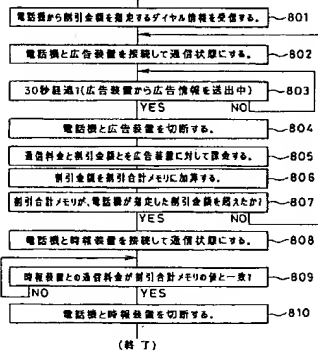 電話機から割引金額を指定するダイヤル情報を受信する。 801
電話機と広告装置を接続して通信状態にする。 802
30秒経過?(広告装置から広告情報を送出中) 803
YES NO
電話機と広告装置を切断する。 804
通信料金と割引金額とを広告装置に対して課金する。 805
割引金額を割引合計メモリに加算する。 806
割引合計メモリが、電話機が指定した割引金額を超えたか? 807
YES NO
電話機と時報装置を接続して通信状態にする。 808
時報装置との通信料金が割引合計メモリの値と一致? 809
NO YES
電話機と時報装置を切断する。 810
(終了)